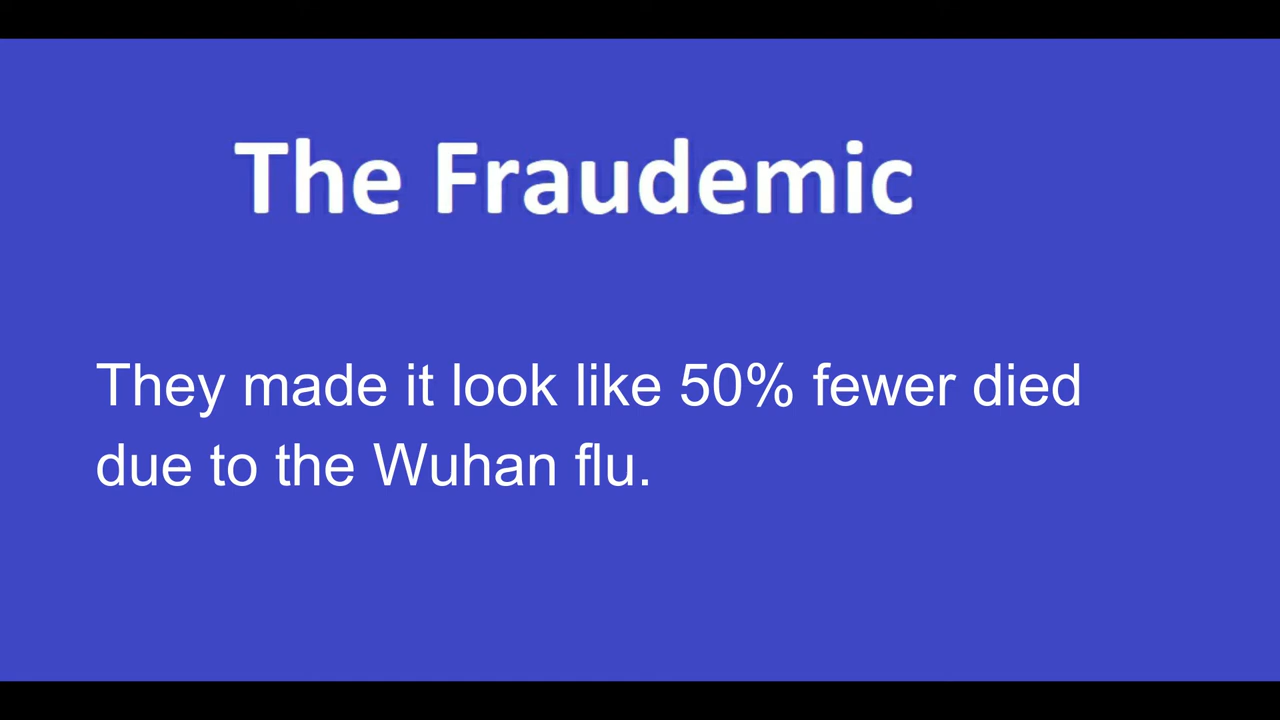 The Fraudemic
They made it look like 50% fewer died
due to the Wuhan flu.